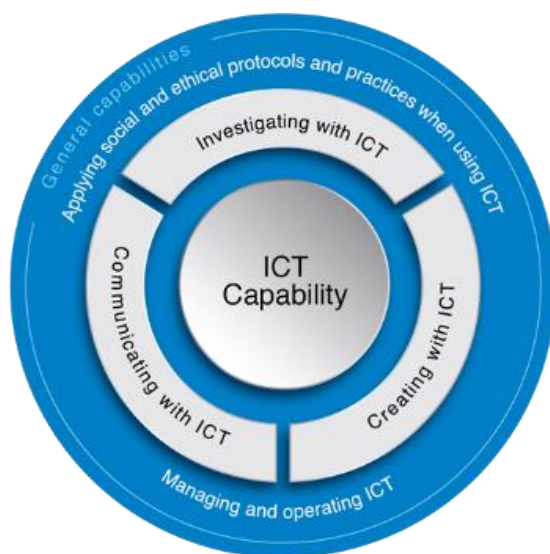 General capabilities
Applying social and ethical protocols and practices when using ICT
Investigating with ICT
ICT
Capability
Communicating with ICT
Creating with ICT
Managing and operating ICT